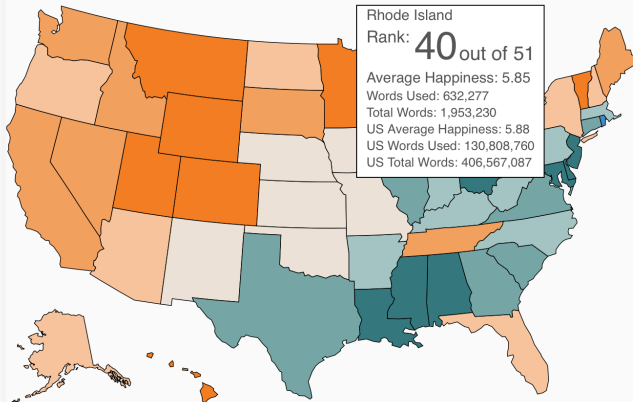 Rhode Island
Rank: 40 out of 51
Average Happiness: 5.85
Words Used: 632,277
Total Words: 1,953,230
US Average Happiness: 5.88
US Words Used: 130,808,760
US Total Words: 406,567,087